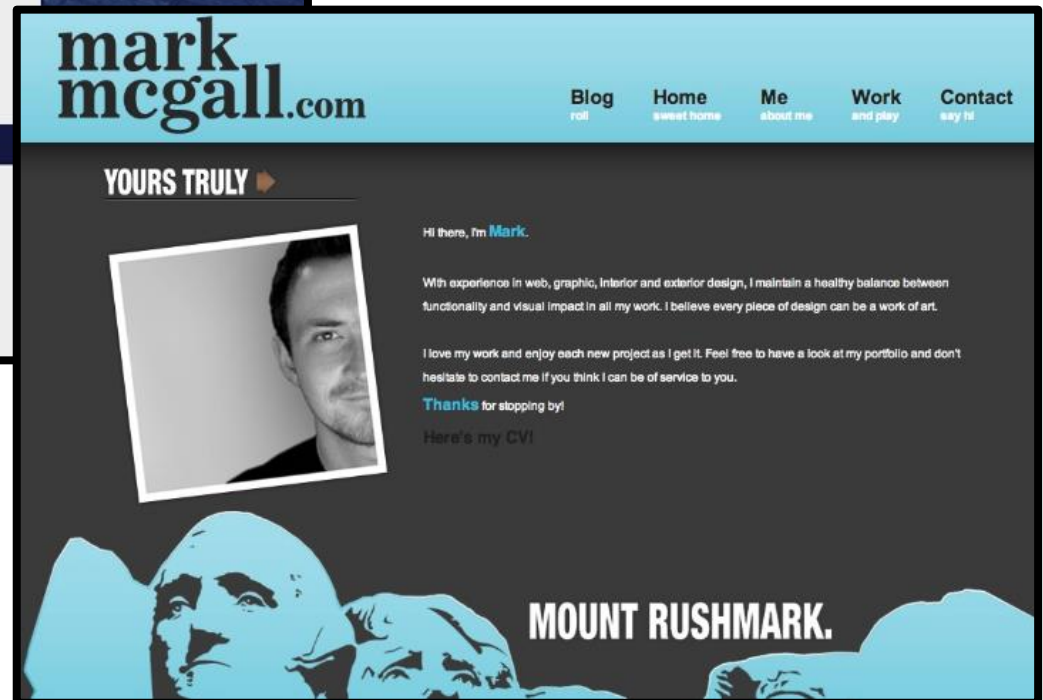 mark
mcgall.com
Blog Home Me Work Contact
roll sweet home about me and play say hi
YOURS TRULY
Hi there, I'm Mark.
With experience in web, graphic, interior and exterior design, I maintain a healthy balance between
functionality and visual impact in all my work. I believe every piece of design can be a work of art.
I love my work and enjoy each new project as I get it. Feel free to have a look at my portfolio and don't
hesitate to contact me if you think I can be of service to you.
Thanks for stopping by!
Here's my CV!
MOUNT RUSHMARK.